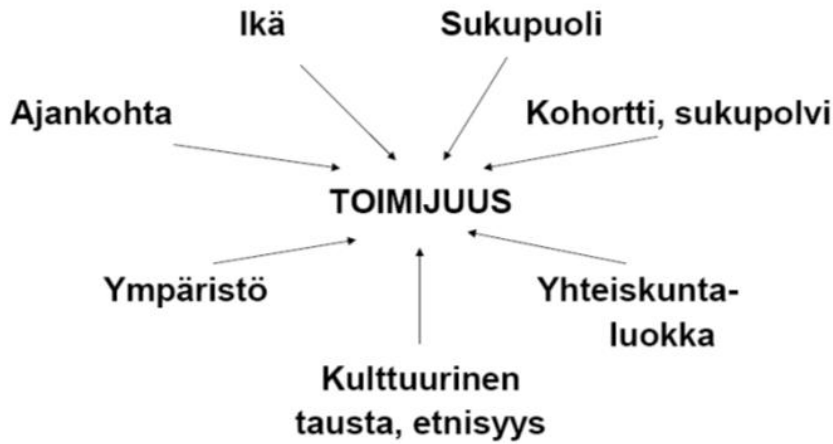 Ikä
Sukupuoli
Ajankohta
Kohortti, sukupolvi
TOIMIJUUS
Ympäristö
Yhteiskunta-
luokka
Kulttuurinen
tausta, etnisyys